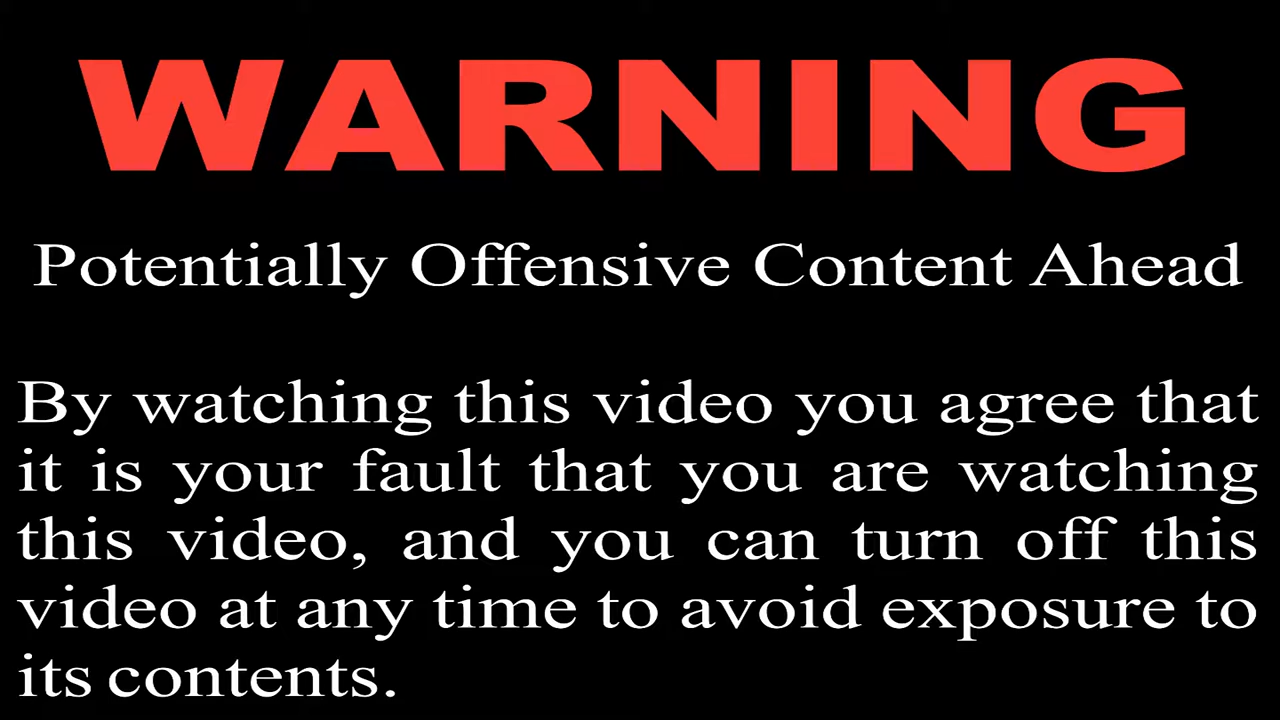 WARNING
Potentially Offensive Content Ahead
By watching this video you agree that
it is your fault that you are watching
this video, and you can turn off this
video at any time to avoid exposure to
its contents.